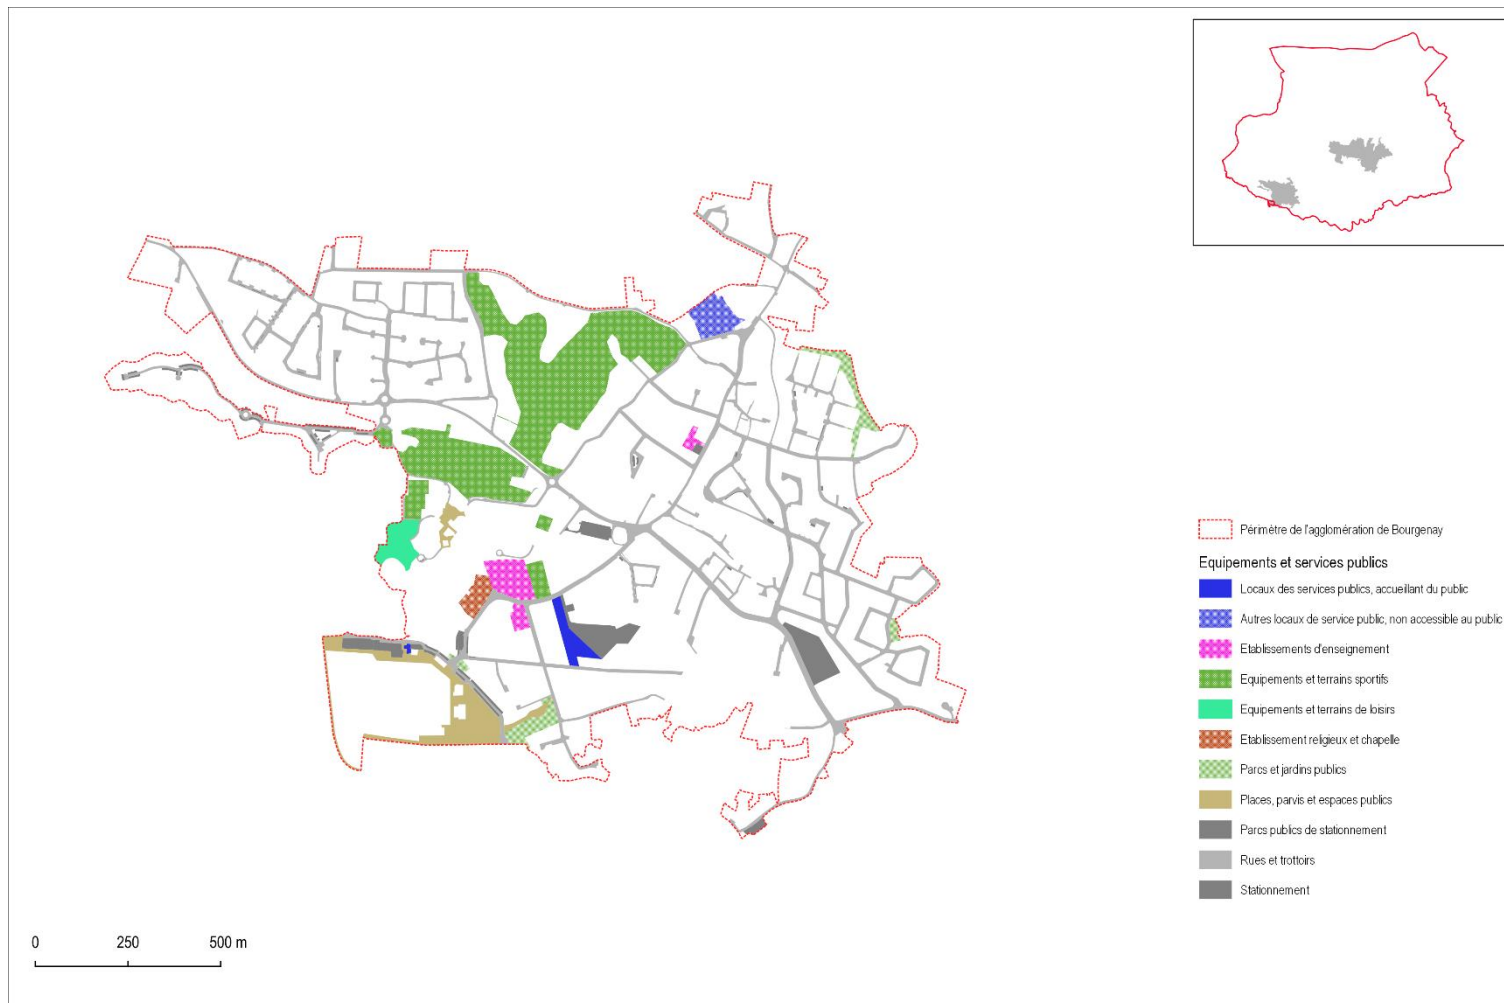 Périmètre de l'agglomération de Bourgenay
Equipements et services publics
Locaux des services publics, accueillant du public
Autres locaux de service public, non accessible au public
Etablissements d'enseignement
Equipements et terrains sportifs
Equipements et terrains de loisirs
Etablissement religieux et chapelle
Parcs et jardins publics
Places, parvis et espaces publics
Parcs publics de stationnement
Rues et trottoirs
Stationnement
0 250 500 m